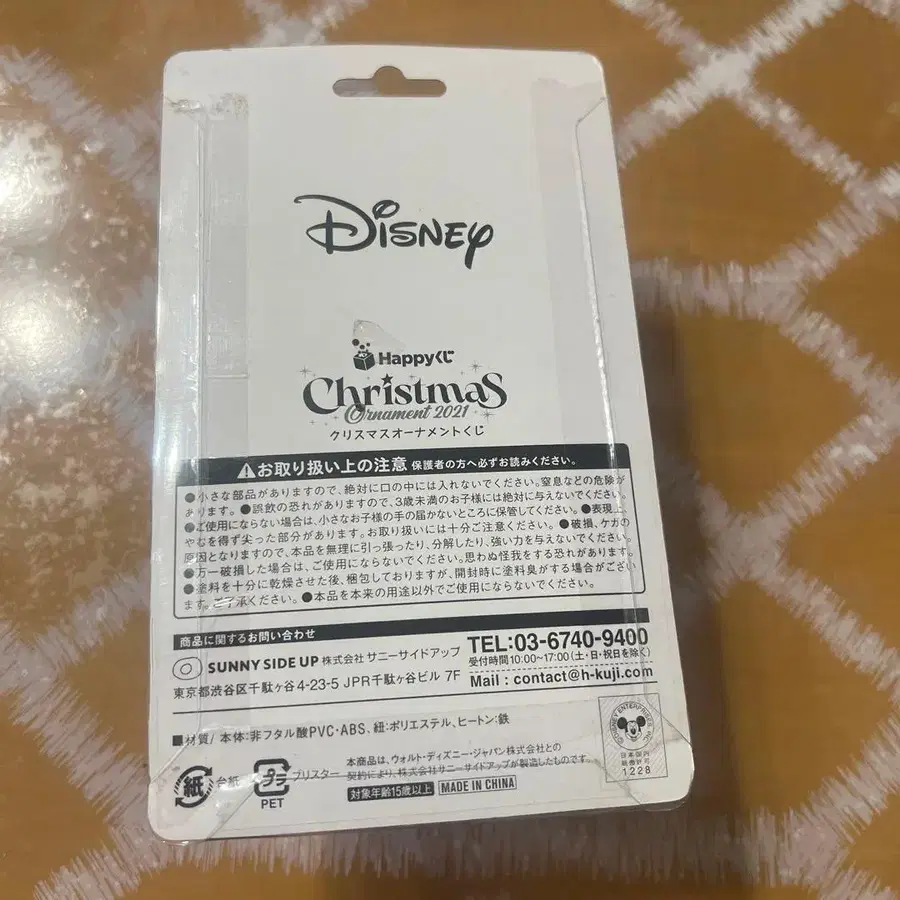 Disney
Happyくじ
Christmas
Ornament 2021
クリスマスオーナメントくじ
お取り扱い上の注意 保護者の方へ必ずお読みください。
●小さな部品がありますので、絶対に口の中には入れないでください。窒息などの危険が
あります。●誤飲の恐れがありますので、3歳未満のお子様には絶対に与えないでください。
●ご使用にならない場合は、小さなお子様の手の届かないところに保管してください。●表現上、
やむを得ず尖った部分があります。お取り扱いには十分ご注意ください。●破損、ケガの
原因となりますので、本品を無理に引っ張ったり、分解したり、強い力を与えないでください。
●万一破損した場合は、ご使用にならないでください。思わぬ怪我をする恐れがあります。
●塗料を十分に乾燥させた後、梱包しておりますが、開封時に塗料臭がする場合がござい
ます。ご了承ください。●本品を本来の用途以外でご使用にならないでください。
商品に関するお問い合わせ
SUNNY SIDE UP 株式会社 サニーサイドアップ
東京都渋谷区千駄ヶ谷4-23-5 JPR千駄ヶ谷ビル 7F
TEL:03-6740-9400
受付時間10:00~17:00(土・日・祝日を除く)
Mail : contact@h-kuji.com
■材質/ 本体:非フタル酸PVC・ABS、紐:ポリエステル、ヒートン:鉄
紙 台紙
プラ ブリスター
PET
本商品は、ウォルト・ディズニー・ジャパン株式会社との
契約により、株式会社サニーサイドアップが製造したものです。
対象年齢15歳以上 MADE IN CHINA
©DISNEY ENTERPRISES, INC.
日本国内
販売許可
1228